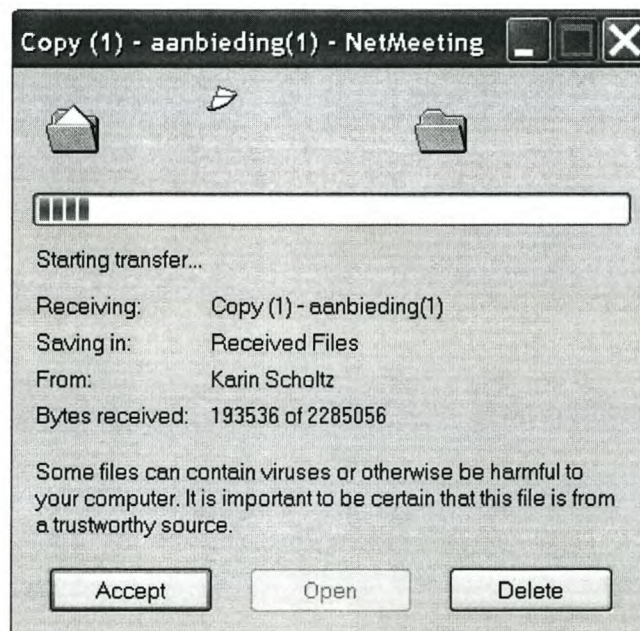 Copy (1) - aanbieding(1) - NetMeeting
Starting transfer...
Receiving: Copy (1) - aanbieding(1)
Saving in: Received Files
From: Karin Scholtz
Bytes received: 193536 of 2285056
Some files can contain viruses or otherwise be harmful to
your computer. It is important to be certain that this file is from
a trustworthy source.
Accept Open Delete